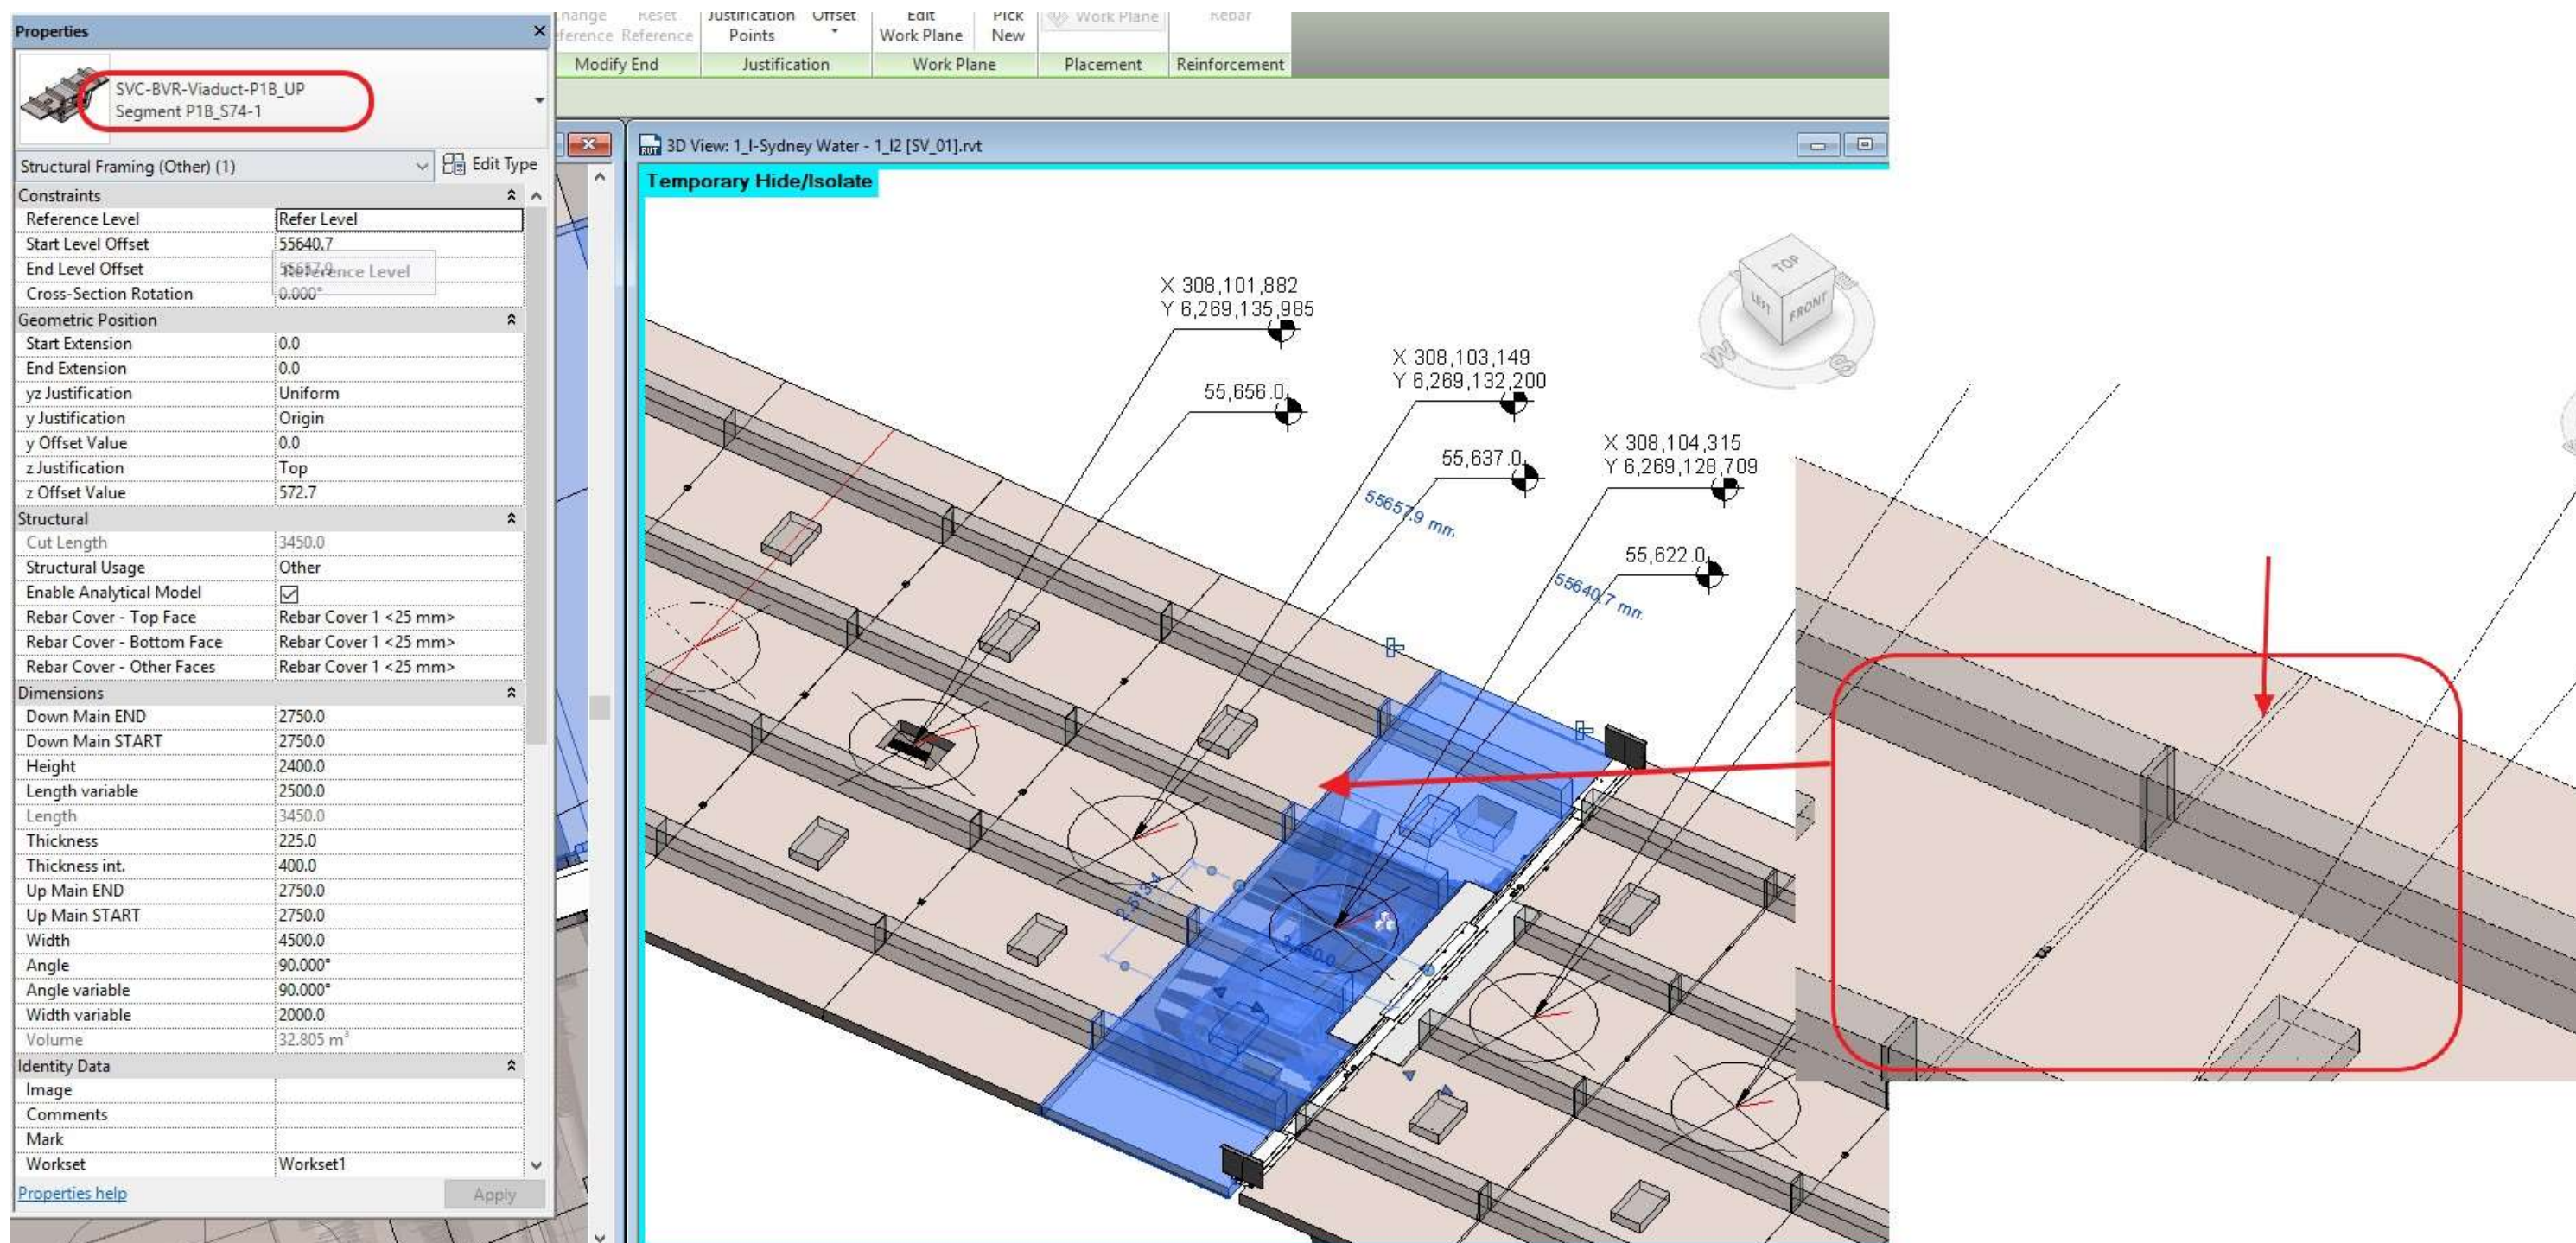 Properties
SVC-BVR-Viaduct-P1B_UP
Segment P1B_S74-1
Structural Framing (Other) (1)
Edit Type
Constraints
Reference Level Refer Level
Start Level Offset 55640.7
End Level Offset 55657.9
Reference Level
Cross-Section Rotation 0.000°
Geometric Position
Start Extension 0.0
End Extension 0.0
yz Justification Uniform
y Justification Origin
y Offset Value 0.0
z Justification Top
z Offset Value 572.7
Structural
Cut Length 3450.0
Structural Usage Other
Enable Analytical Model
Rebar Cover - Top Face Rebar Cover 1 <25 mm>
Rebar Cover - Bottom Face Rebar Cover 1 <25 mm>
Rebar Cover - Other Faces Rebar Cover 1 <25 mm>
Dimensions
Down Main END 2750.0
Down Main START 2750.0
Height 2400.0
Length variable 2500.0
Length 3450.0
Thickness 225.0
Thickness int. 400.0
Up Main END 2750.0
Up Main START 2750.0
Width 4500.0
Angle 90.000°
Angle variable 90.000°
Width variable 2000.0
Volume 32.805 m³
Identity Data
Image
Comments
Mark
Workset Workset1
Properties help
Apply
Reset Justification Offset Edit Pick Work Plane Rebar
Reference Points Work Plane New
Modify End Justification Work Plane Placement Reinforcement
3D View: 1_I-Sydney Water - 1_I2 [SV_01].rvt
Temporary Hide/Isolate
TOP
LEFT
FRONT
W
S
X 308,101,882
Y 6,269,135,985
55,656.0
X 308,103,149
Y 6,269,132,200
55,637.0
X 308,104,315
Y 6,269,128,709
55,622.0
55657.9 mm
55640.7 mm